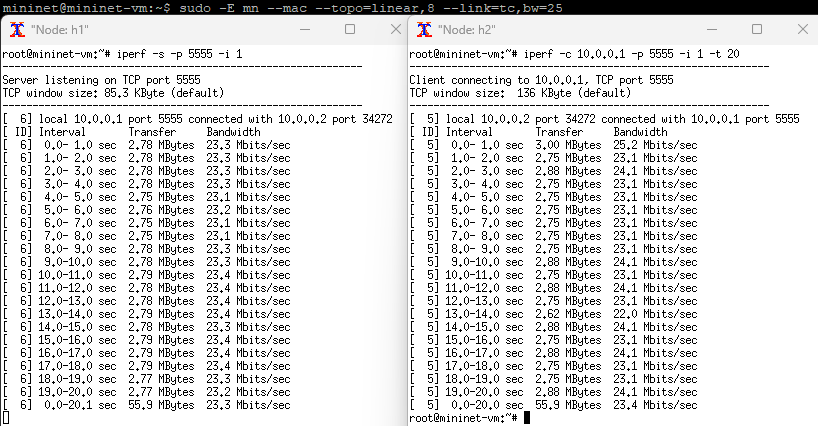 mininet@mininet-vm:~$ sudo -E mn --mac --topo=linear,8 --link=tc,bw=25
"Node: h1"
root@mininet-vm:~# iperf -s -p 5555 -i 1
------------------------------------------------------------
Server listening on TCP port 5555
TCP window size: 85.3 KByte (default)
------------------------------------------------------------
[  6] local 10.0.0.1 port 5555 connected with 10.0.0.2 port 34272
[ ID] Interval       Transfer     Bandwidth
[  6]  0.0- 1.0 sec  2.78 MBytes  23.3 Mbits/sec
[  6]  1.0- 2.0 sec  2.78 MBytes  23.3 Mbits/sec
[  6]  2.0- 3.0 sec  2.78 MBytes  23.3 Mbits/sec
[  6]  3.0- 4.0 sec  2.75 MBytes  23.1 Mbits/sec
[  6]  4.0- 5.0 sec  2.75 MBytes  23.1 Mbits/sec
[  6]  5.0- 6.0 sec  2.76 MBytes  23.2 Mbits/sec
[  6]  6.0- 7.0 sec  2.75 MBytes  23.1 Mbits/sec
[  6]  7.0- 8.0 sec  2.75 MBytes  23.1 Mbits/sec
[  6]  8.0- 9.0 sec  2.78 MBytes  23.3 Mbits/sec
[  6]  9.0-10.0 sec  2.78 MBytes  23.3 Mbits/sec
[  6] 10.0-11.0 sec  2.79 MBytes  23.4 Mbits/sec
[  6] 11.0-12.0 sec  2.78 MBytes  23.4 Mbits/sec
[  6] 12.0-13.0 sec  2.78 MBytes  23.3 Mbits/sec
[  6] 13.0-14.0 sec  2.79 MBytes  23.4 Mbits/sec
[  6] 14.0-15.0 sec  2.78 MBytes  23.3 Mbits/sec
[  6] 15.0-16.0 sec  2.79 MBytes  23.4 Mbits/sec
[  6] 16.0-17.0 sec  2.79 MBytes  23.4 Mbits/sec
[  6] 17.0-18.0 sec  2.79 MBytes  23.4 Mbits/sec
[  6] 18.0-19.0 sec  2.77 MBytes  23.3 Mbits/sec
[  6] 19.0-20.0 sec  2.77 MBytes  23.2 Mbits/sec
[  6]  0.0-20.1 sec  55.9 MBytes  23.3 Mbits/sec
"Node: h2"
root@mininet-vm:~# iperf -c 10.0.0.1 -p 5555 -i 1 -t 20
------------------------------------------------------------
Client connecting to 10.0.0.1, TCP port 5555
TCP window size:  136 KByte (default)
------------------------------------------------------------
[  5] local 10.0.0.2 port 34272 connected with 10.0.0.1 port 5555
[ ID] Interval       Transfer     Bandwidth
[  5]  0.0- 1.0 sec  3.00 MBytes  25.2 Mbits/sec
[  5]  1.0- 2.0 sec  2.75 MBytes  23.1 Mbits/sec
[  5]  2.0- 3.0 sec  2.88 MBytes  24.1 Mbits/sec
[  5]  3.0- 4.0 sec  2.75 MBytes  23.1 Mbits/sec
[  5]  4.0- 5.0 sec  2.75 MBytes  23.1 Mbits/sec
[  5]  5.0- 6.0 sec  2.75 MBytes  23.1 Mbits/sec
[  5]  6.0- 7.0 sec  2.75 MBytes  23.1 Mbits/sec
[  5]  7.0- 8.0 sec  2.75 MBytes  23.1 Mbits/sec
[  5]  8.0- 9.0 sec  2.75 MBytes  23.1 Mbits/sec
[  5]  9.0-10.0 sec  2.88 MBytes  24.1 Mbits/sec
[  5] 10.0-11.0 sec  2.75 MBytes  23.1 Mbits/sec
[  5] 11.0-12.0 sec  2.88 MBytes  24.1 Mbits/sec
[  5] 12.0-13.0 sec  2.75 MBytes  23.1 Mbits/sec
[  5] 13.0-14.0 sec  2.62 MBytes  22.0 Mbits/sec
[  5] 14.0-15.0 sec  2.88 MBytes  24.1 Mbits/sec
[  5] 15.0-16.0 sec  2.75 MBytes  23.1 Mbits/sec
[  5] 16.0-17.0 sec  2.88 MBytes  24.1 Mbits/sec
[  5] 17.0-18.0 sec  2.75 MBytes  23.1 Mbits/sec
[  5] 18.0-19.0 sec  2.75 MBytes  23.1 Mbits/sec
[  5] 19.0-20.0 sec  2.88 MBytes  24.1 Mbits/sec
[  5]  0.0-20.0 sec  55.9 MBytes  23.4 Mbits/sec
root@mininet-vm:~#